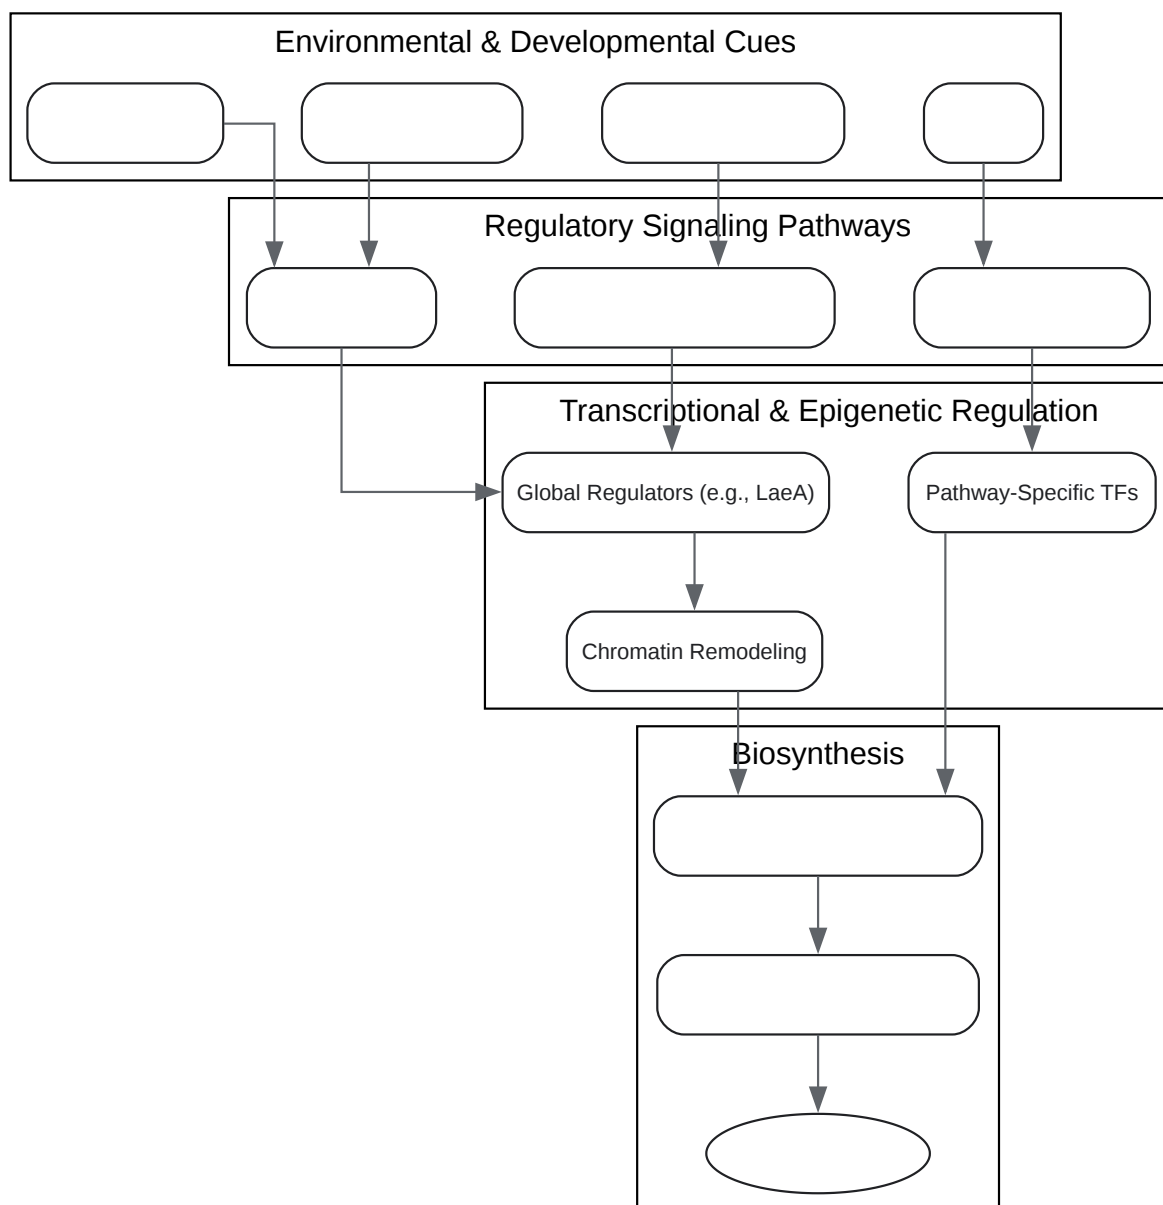 Environmental & Developmental Cues
Regulatory Signaling Pathways
Transcriptional & Epigenetic Regulation
Global Regulators (e.g., LaeA)
Pathway-Specific TFs
Chromatin Remodeling
Biosynthesis